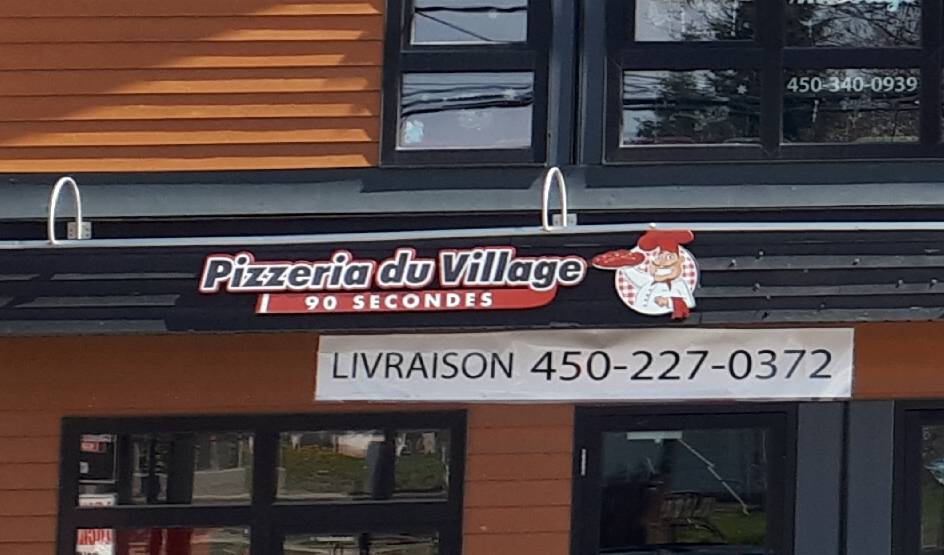 450-340-0939
Pizzeria du Village
90 SECONDES
LIVRAISON 450-227-0372